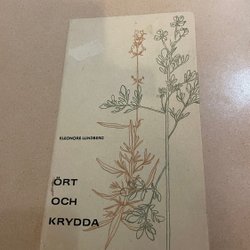 ELEONORE LUNDBERG
ÖRT
OCH
KRYDDA